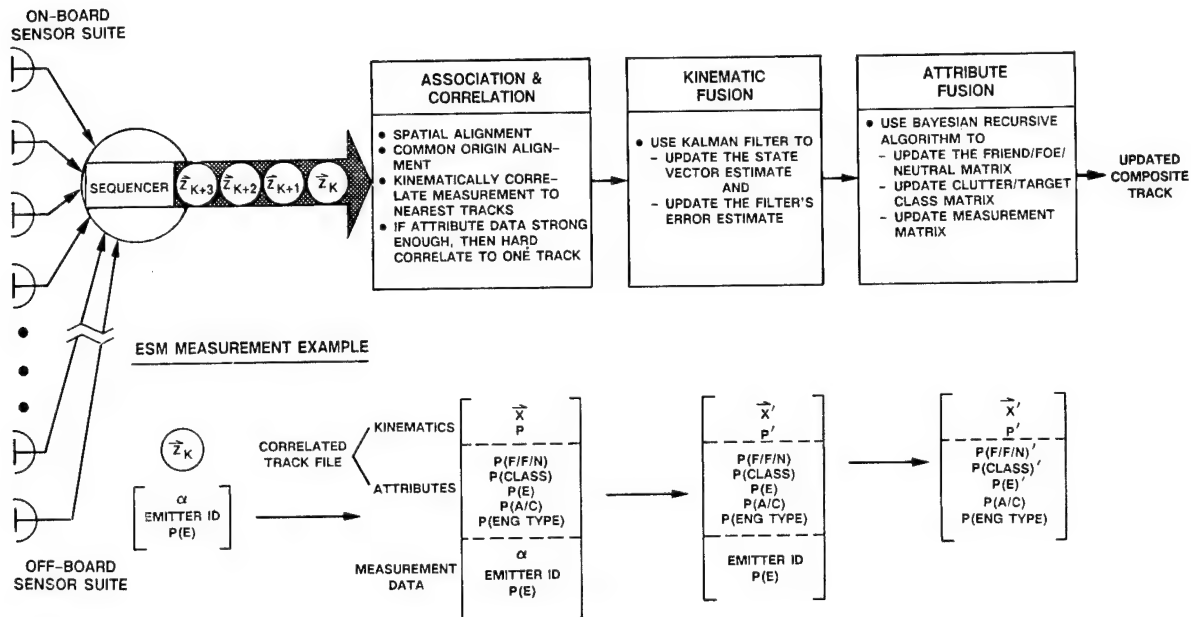 ON-BOARD
SENSOR SUITE
SEQUENCER
Z⃗K+3
Z⃗K+2
Z⃗K+1
Z⃗K
ASSOCIATION &
CORRELATION
● SPATIAL ALIGNMENT
● COMMON ORIGIN ALIGN-
MENT
● KINEMATICALLY CORRE-
LATE MEASUREMENT TO
NEAREST TRACKS
● IF ATTRIBUTE DATA STRONG
ENOUGH, THEN HARD
CORRELATE TO ONE TRACK
KINEMATIC
FUSION
● USE KALMAN FILTER TO
– UPDATE THE STATE
VECTOR ESTIMATE
AND
– UPDATE THE FILTER'S
ERROR ESTIMATE
ATTRIBUTE
FUSION
● USE BAYESIAN RECURSIVE
ALGORITHM TO
– UPDATE THE FRIEND/FOE/
NEUTRAL MATRIX
– UPDATE CLUTTER/TARGET
CLASS MATRIX
– UPDATE MEASUREMENT
MATRIX
UPDATED
COMPOSITE
TRACK
ESM MEASUREMENT EXAMPLE
Z⃗K
α
EMITTER ID
P(E)
OFF-BOARD
SENSOR SUITE
CORRELATED
TRACK FILE
KINEMATICS
ATTRIBUTES
MEASUREMENT
DATA
X⃗
P
P(F/F/N)
P(CLASS)
P(E)
P(A/C)
P(ENG TYPE)
α
EMITTER ID
P(E)
X⃗'
P'
P(F/F/N)
P(CLASS)
P(E)
P(A/C)
P(ENG TYPE)
EMITTER ID
P(E)
X⃗'
P'
P(F/F/N)'
P(CLASS)'
P(E)'
P(A/C)
P(ENG TYPE)